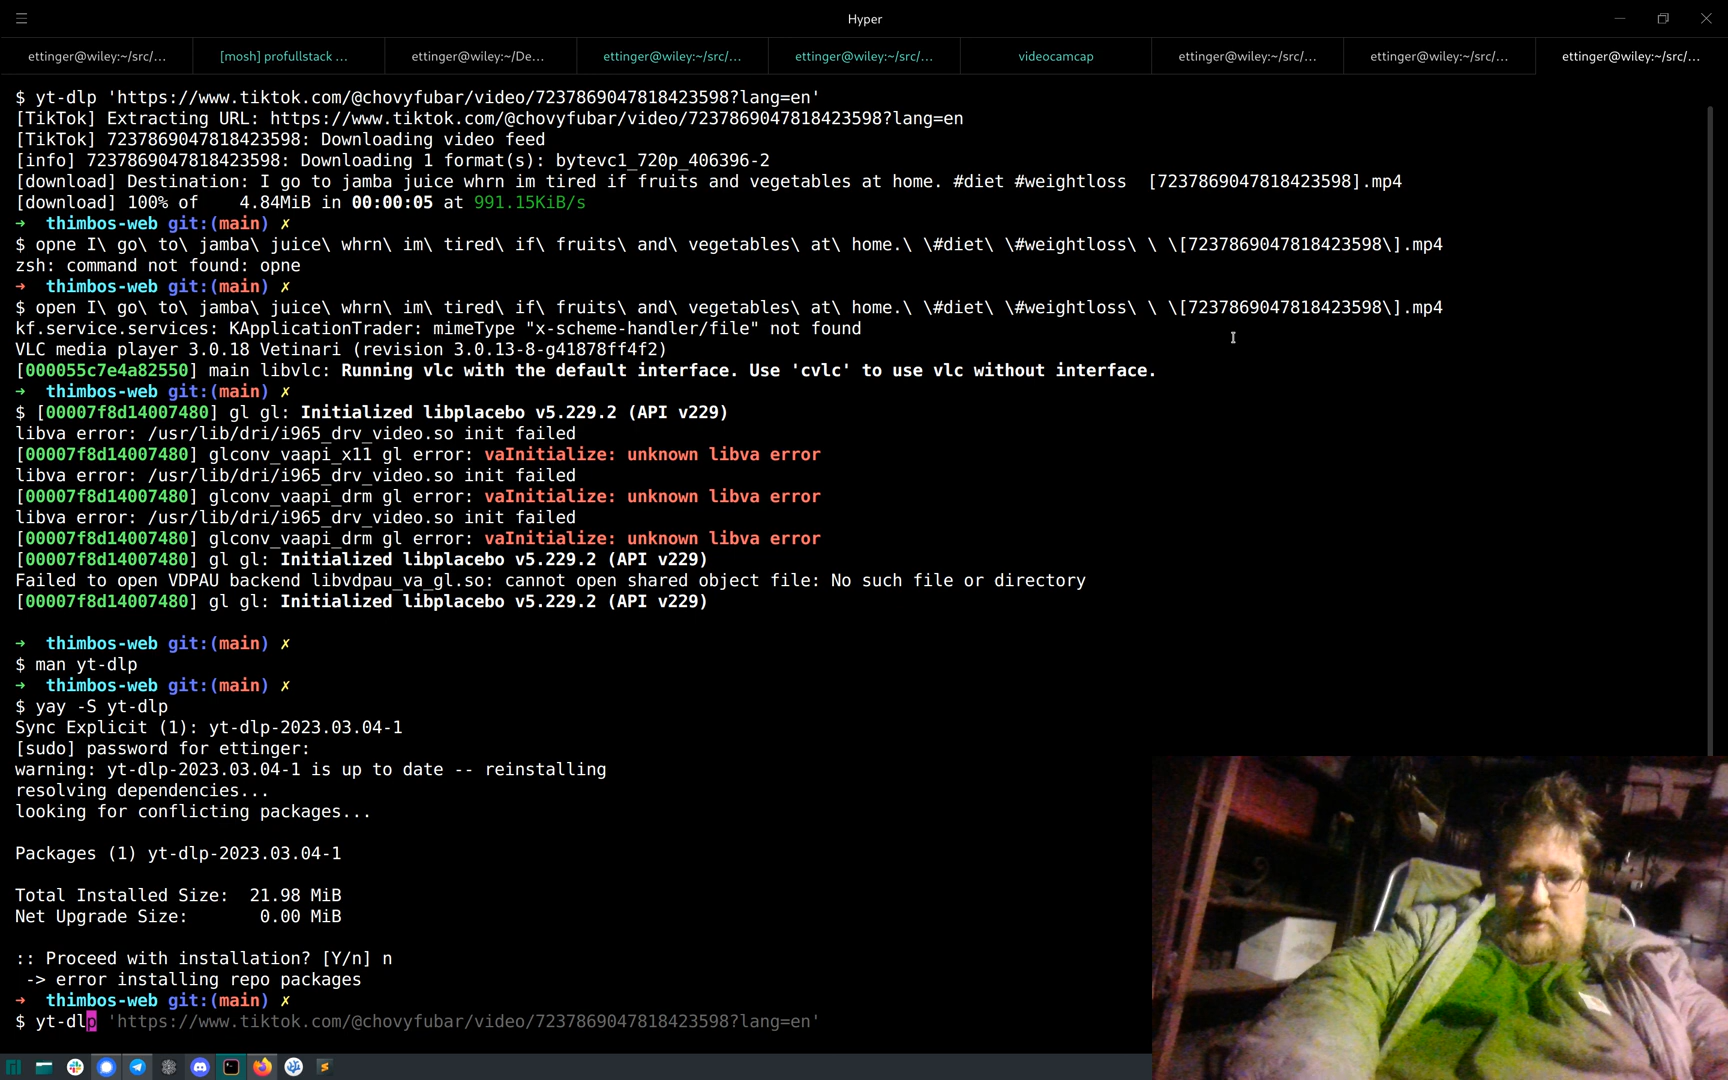 Hyper
ettinger@wiley:~/src/...
[mosh] profullstack ...
ettinger@wiley:~/De...
ettinger@wiley:~/src/...
ettinger@wiley:~/src/...
videocamcap
ettinger@wiley:~/src/...
ettinger@wiley:~/src/...
ettinger@wiley:~/src/...
$ yt-dlp 'https://www.tiktok.com/@chovyfubar/video/7237869047818423598?lang=en'
[TikTok] Extracting URL: https://www.tiktok.com/@chovyfubar/video/7237869047818423598?lang=en
[TikTok] 7237869047818423598: Downloading video feed
[info] 7237869047818423598: Downloading 1 format(s): bytevc1_720p_406396-2
[download] Destination: I go to jamba juice whrn im tired if fruits and vegetables at home. #diet #weightloss  [7237869047818423598].mp4
[download] 100% of    4.84MiB in 00:00:05 at 991.15KiB/s
➜  thimbos-web git:(main) ✗
$ opne I\ go\ to\ jamba\ juice\ whrn\ im\ tired\ if\ fruits\ and\ vegetables\ at\ home.\ \#diet\ \#weightloss\ \ \[7237869047818423598\].mp4
zsh: command not found: opne
➜  thimbos-web git:(main) ✗
$ open I\ go\ to\ jamba\ juice\ whrn\ im\ tired\ if\ fruits\ and\ vegetables\ at\ home.\ \#diet\ \#weightloss\ \ \[7237869047818423598\].mp4
kf.service.services: KApplicationTrader: mimeType "x-scheme-handler/file" not found
VLC media player 3.0.18 Vetinari (revision 3.0.13-8-g41878ff4f2)
[000055c7e4a82550] main libvlc: Running vlc with the default interface. Use 'cvlc' to use vlc without interface.
➜  thimbos-web git:(main) ✗
$ [00007f8d14007480] gl gl: Initialized libplacebo v5.229.2 (API v229)
libva error: /usr/lib/dri/i965_drv_video.so init failed
[00007f8d14007480] glconv_vaapi_x11 gl error: vaInitialize: unknown libva error
libva error: /usr/lib/dri/i965_drv_video.so init failed
[00007f8d14007480] glconv_vaapi_drm gl error: vaInitialize: unknown libva error
libva error: /usr/lib/dri/i965_drv_video.so init failed
[00007f8d14007480] glconv_vaapi_drm gl error: vaInitialize: unknown libva error
[00007f8d14007480] gl gl: Initialized libplacebo v5.229.2 (API v229)
Failed to open VDPAU backend libvdpau_va_gl.so: cannot open shared object file: No such file or directory
[00007f8d14007480] gl gl: Initialized libplacebo v5.229.2 (API v229)
➜  thimbos-web git:(main) ✗
$ man yt-dlp
➜  thimbos-web git:(main) ✗
$ yay -S yt-dlp
Sync Explicit (1): yt-dlp-2023.03.04-1
[sudo] password for ettinger:
warning: yt-dlp-2023.03.04-1 is up to date -- reinstalling
resolving dependencies...
looking for conflicting packages...
Packages (1) yt-dlp-2023.03.04-1
Total Installed Size:  21.98 MiB
Net Upgrade Size:       0.00 MiB
:: Proceed with installation? [Y/n] n
 -> error installing repo packages
➜  thimbos-web git:(main) ✗
$ yt-dlp 'https://www.tiktok.com/@chovyfubar/video/7237869047818423598?lang=en'